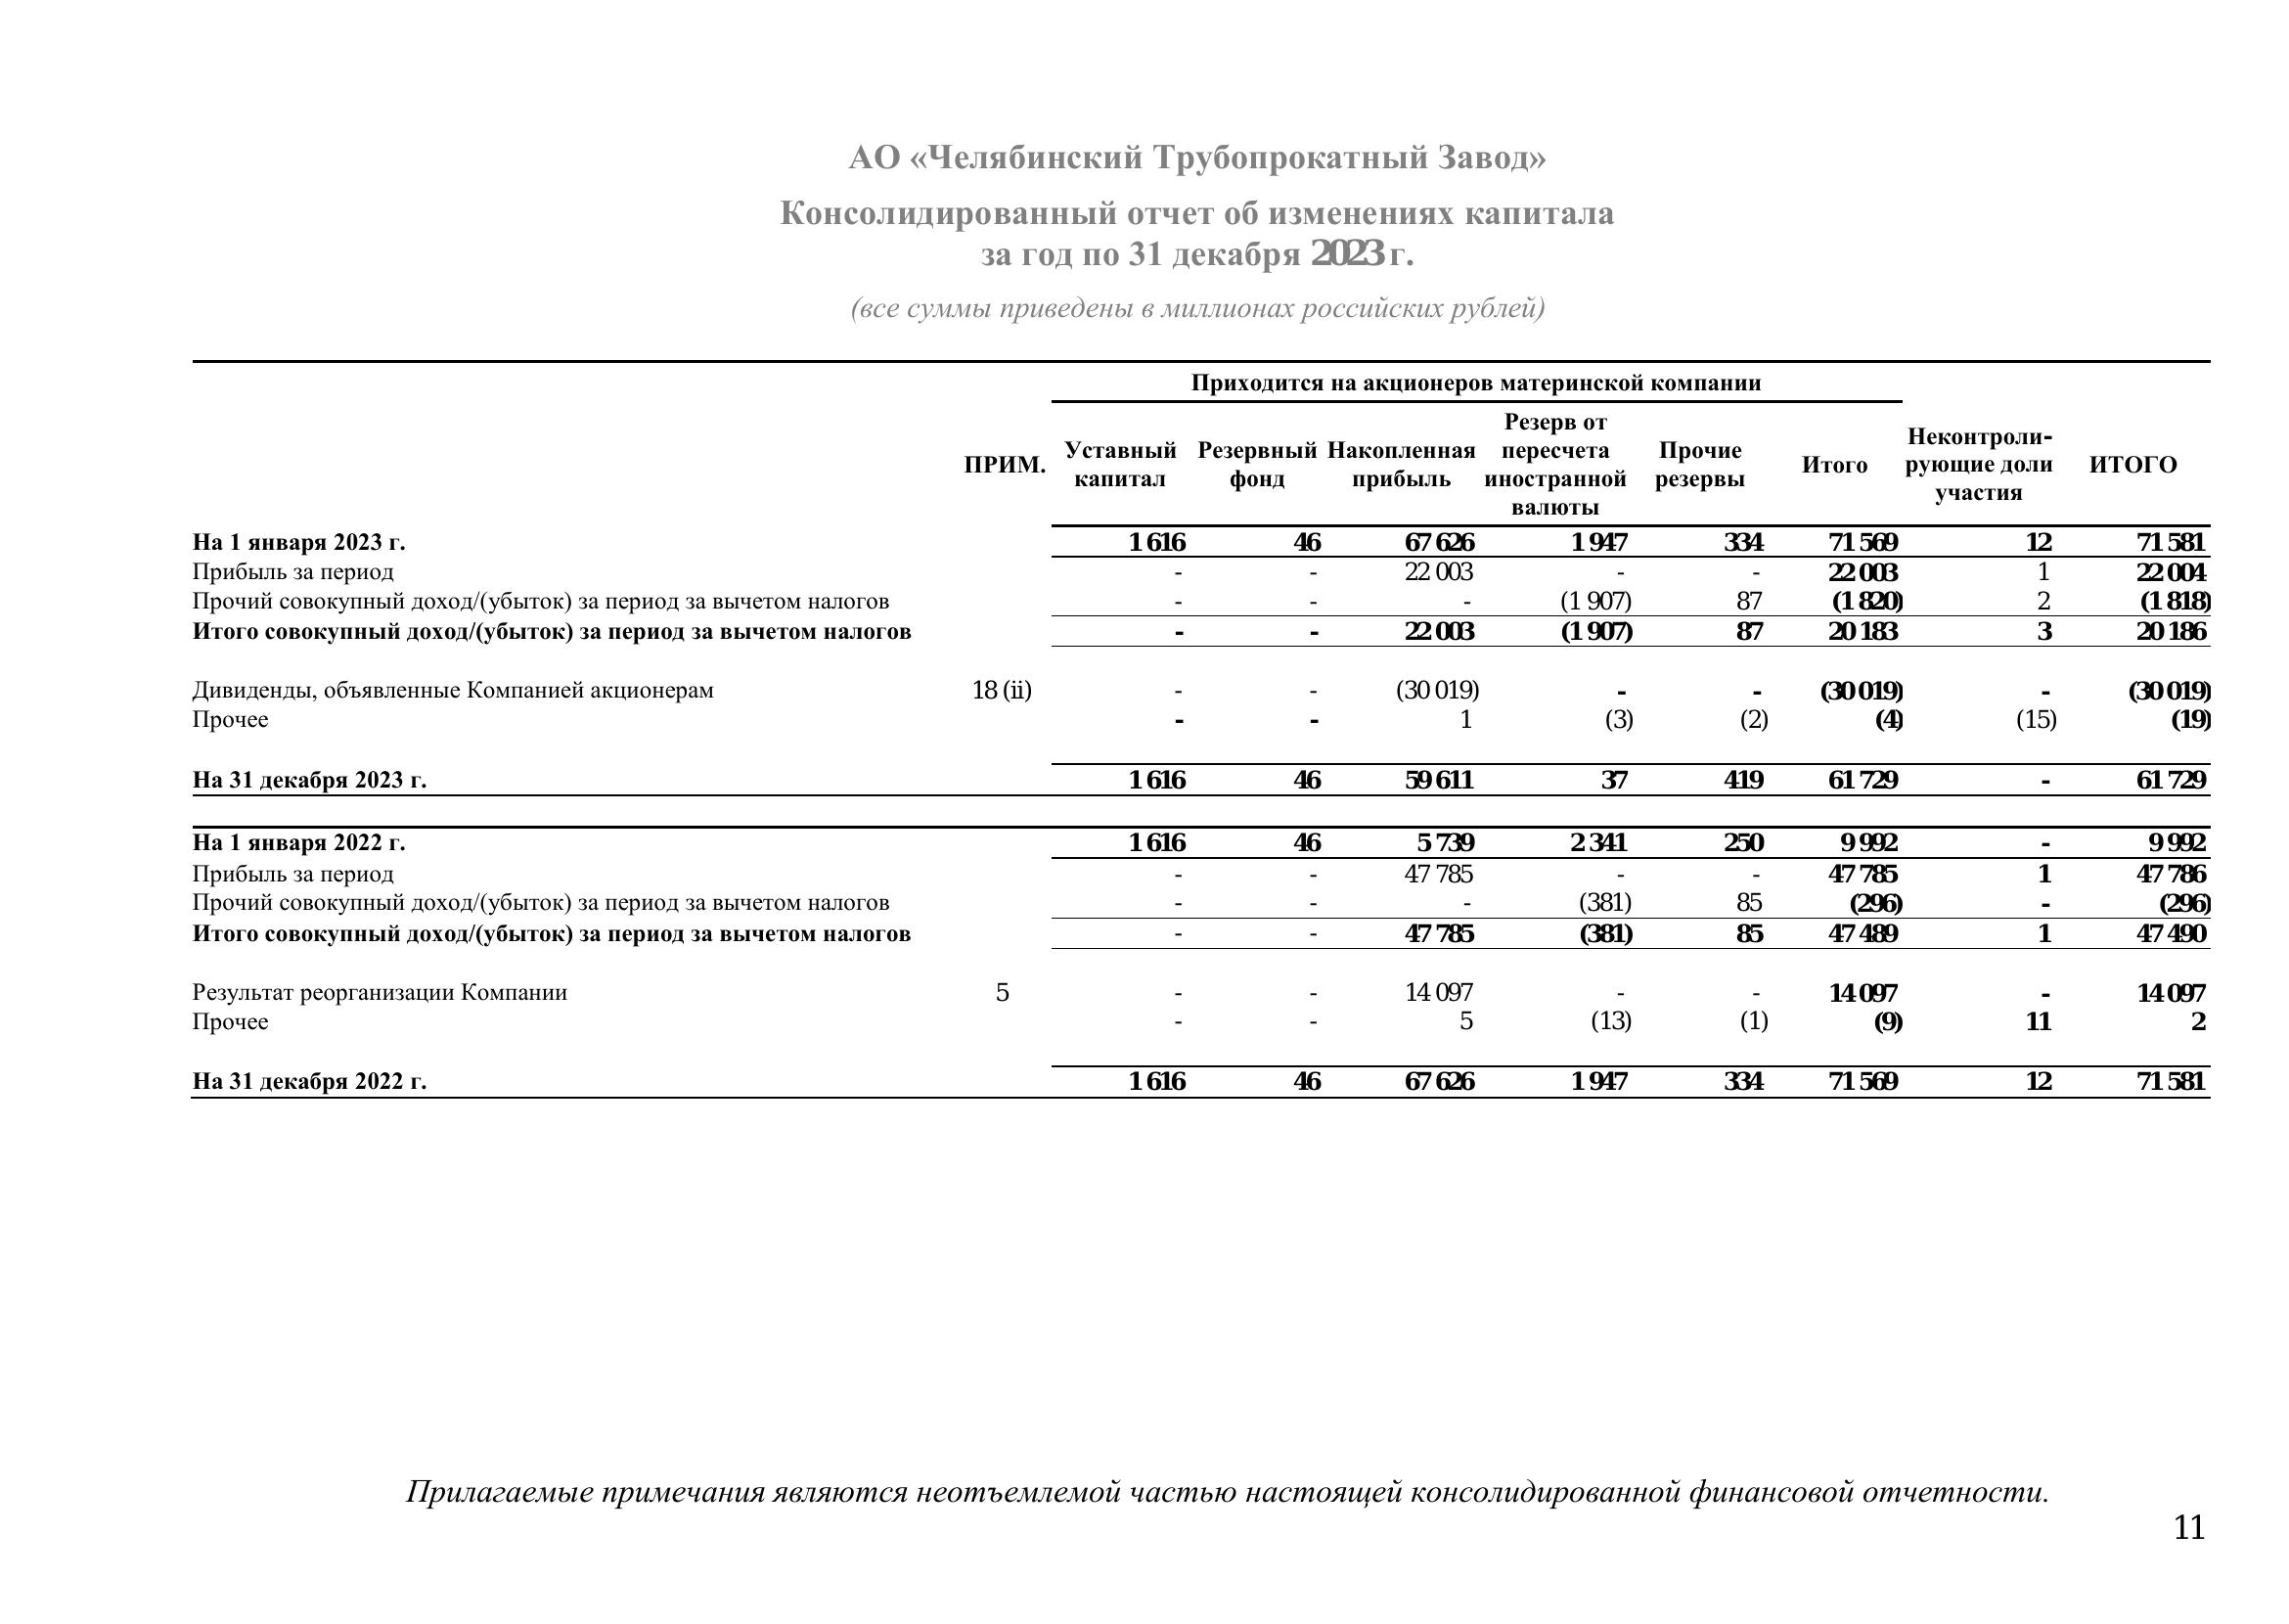 АО «Челябинский Трубопрокатный Завод»
Консолидированный отчет об изменениях капитала
за год по 31 декабря 2023 г.
(все суммы приведены в миллионах российских рублей)
Приходится на акционеров материнской компании
ПРИМ. Уставный капитал Резервный фонд Накопленная прибыль Резерв от пересчета иностранной валюты Прочие резервы Итого Неконтроли-рующие доли участия ИТОГО
На 1 января 2023 г. 1 616 46 67 626 1 947 334 71 569 12 71 581
Прибыль за период - - 22 003 - - 22 003 1 22 004
Прочий совокупный доход/(убыток) за период за вычетом налогов - - - (1 907) 87 (1 820) 2 (1 818)
Итого совокупный доход/(убыток) за период за вычетом налогов - - 22 003 (1 907) 87 20 183 3 20 186
Дивиденды, объявленные Компанией акционерам 18 (ii) - - (30 019) - - (30 019) - (30 019)
Прочее - - 1 (3) (2) (4) (15) (19)
На 31 декабря 2023 г. 1 616 46 59 611 37 419 61 729 - 61 729
На 1 января 2022 г. 1 616 46 5 739 2 341 250 9 992 - 9 992
Прибыль за период - - 47 785 - - 47 785 1 47 786
Прочий совокупный доход/(убыток) за период за вычетом налогов - - - (381) 85 (296) - (296)
Итого совокупный доход/(убыток) за период за вычетом налогов - - 47 785 (381) 85 47 489 1 47 490
Результат реорганизации Компании 5 - - 14 097 - - 14 097 - 14 097
Прочее - - 5 (13) (1) (9) 11 2
На 31 декабря 2022 г. 1 616 46 67 626 1 947 334 71 569 12 71 581
Прилагаемые примечания являются неотъемлемой частью настоящей консолидированной финансовой отчетности.
11